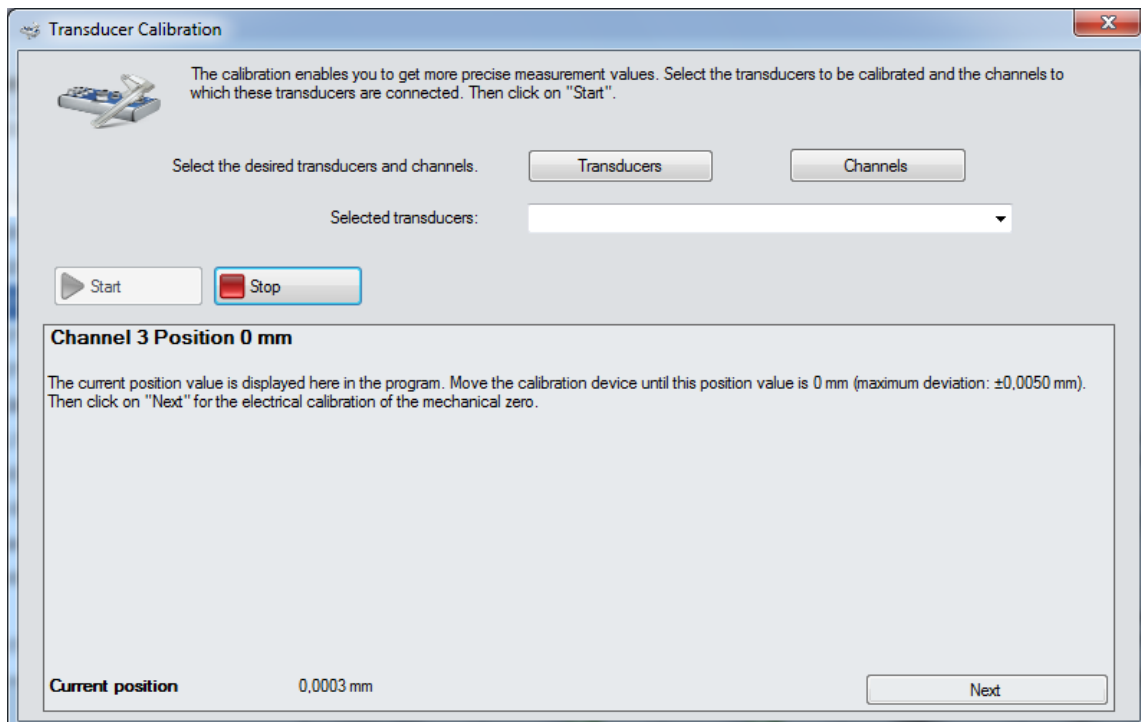 Transducer Calibration
The calibration enables you to get more precise measurement values. Select the transducers to be calibrated and the channels to
which these transducers are connected. Then click on "Start".
Select the desired transducers and channels. Transducers Channels
Selected transducers:
Start Stop
Channel 3 Position 0 mm
The current position value is displayed here in the program. Move the calibration device until this position value is 0 mm (maximum deviation: ±0,0050 mm).
Then click on "Next" for the electrical calibration of the mechanical zero.
Current position 0,0003 mm Next